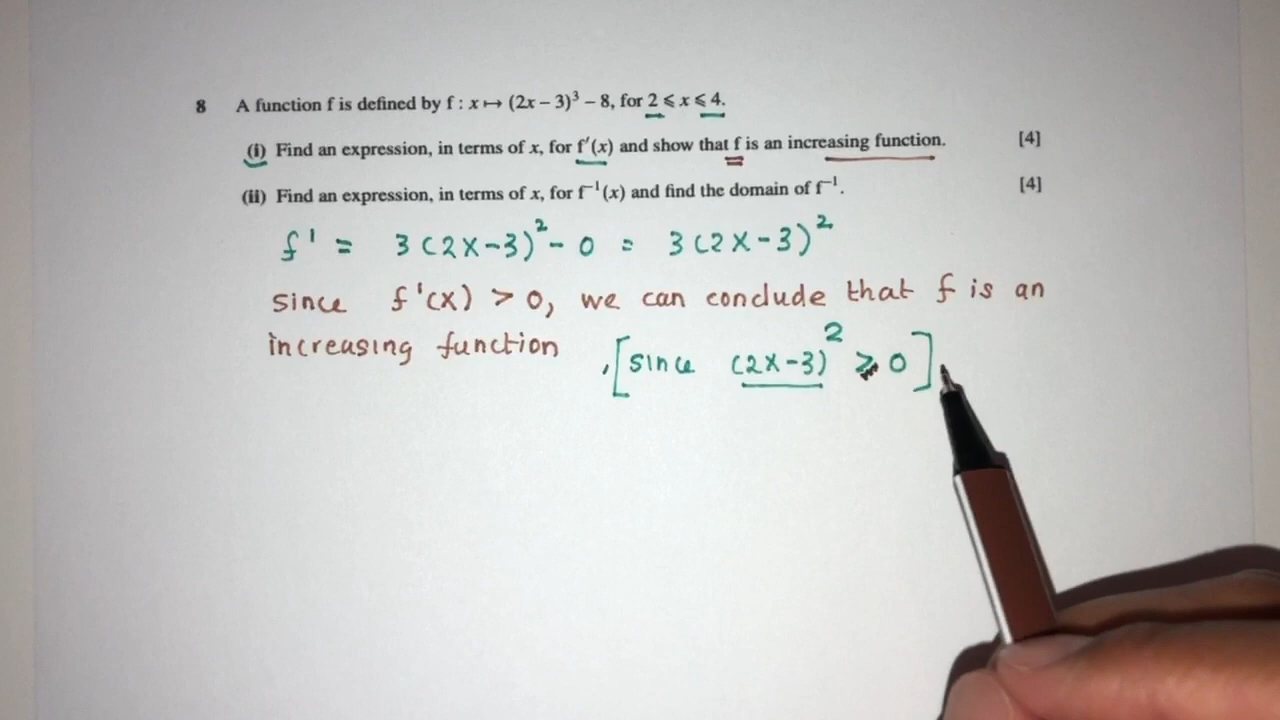 8 A function f is defined by f : x ↦ (2x – 3)³ – 8, for 2 ⩽ x ⩽ 4.
(i) Find an expression, in terms of x, for f′(x) and show that f is an increasing function. [4]
(ii) Find an expression, in terms of x, for f⁻¹(x) and find the domain of f⁻¹. [4]
f' = 3(2x-3)² - 0 = 3(2x-3)²
since f'(x) > 0, we can conclude that f is an
increasing function , [since (2x-3)² ⩾ 0]